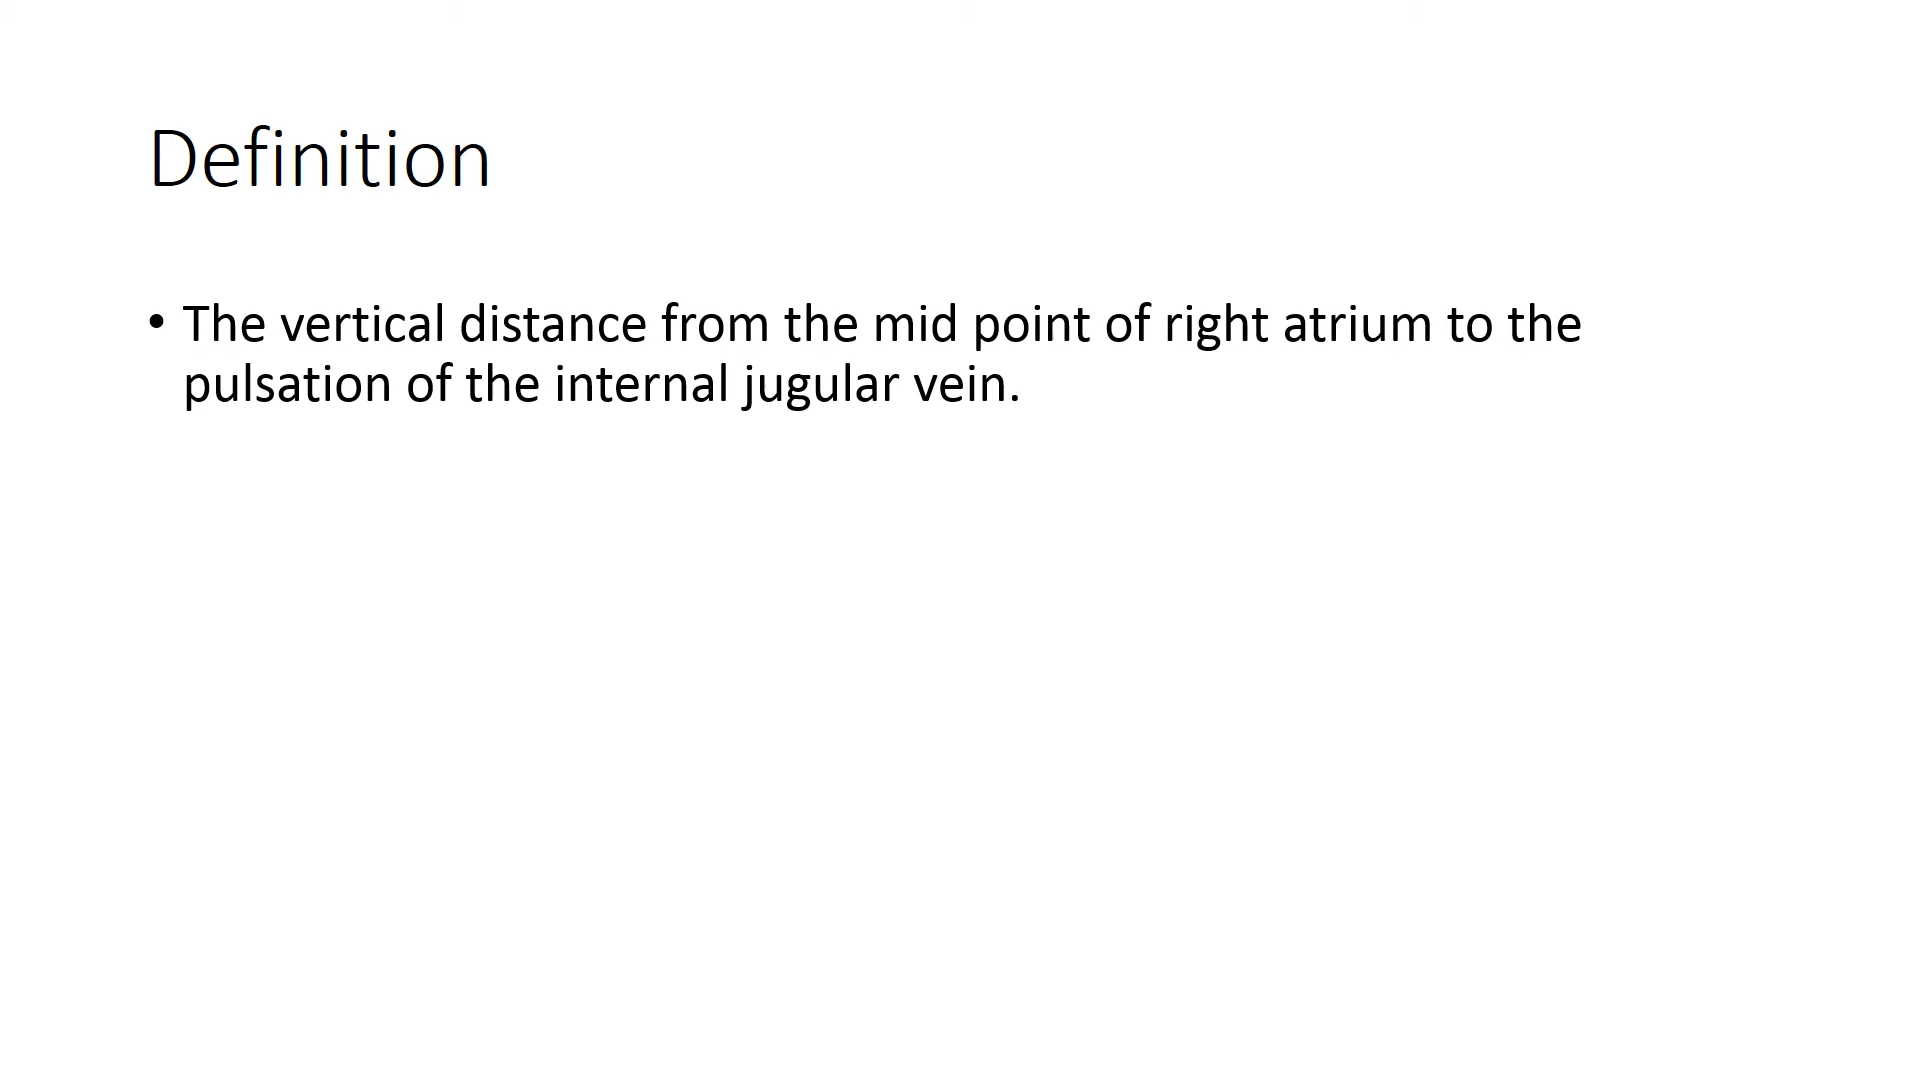 Definition
• The vertical distance from the mid point of right atrium to the
pulsation of the internal jugular vein.